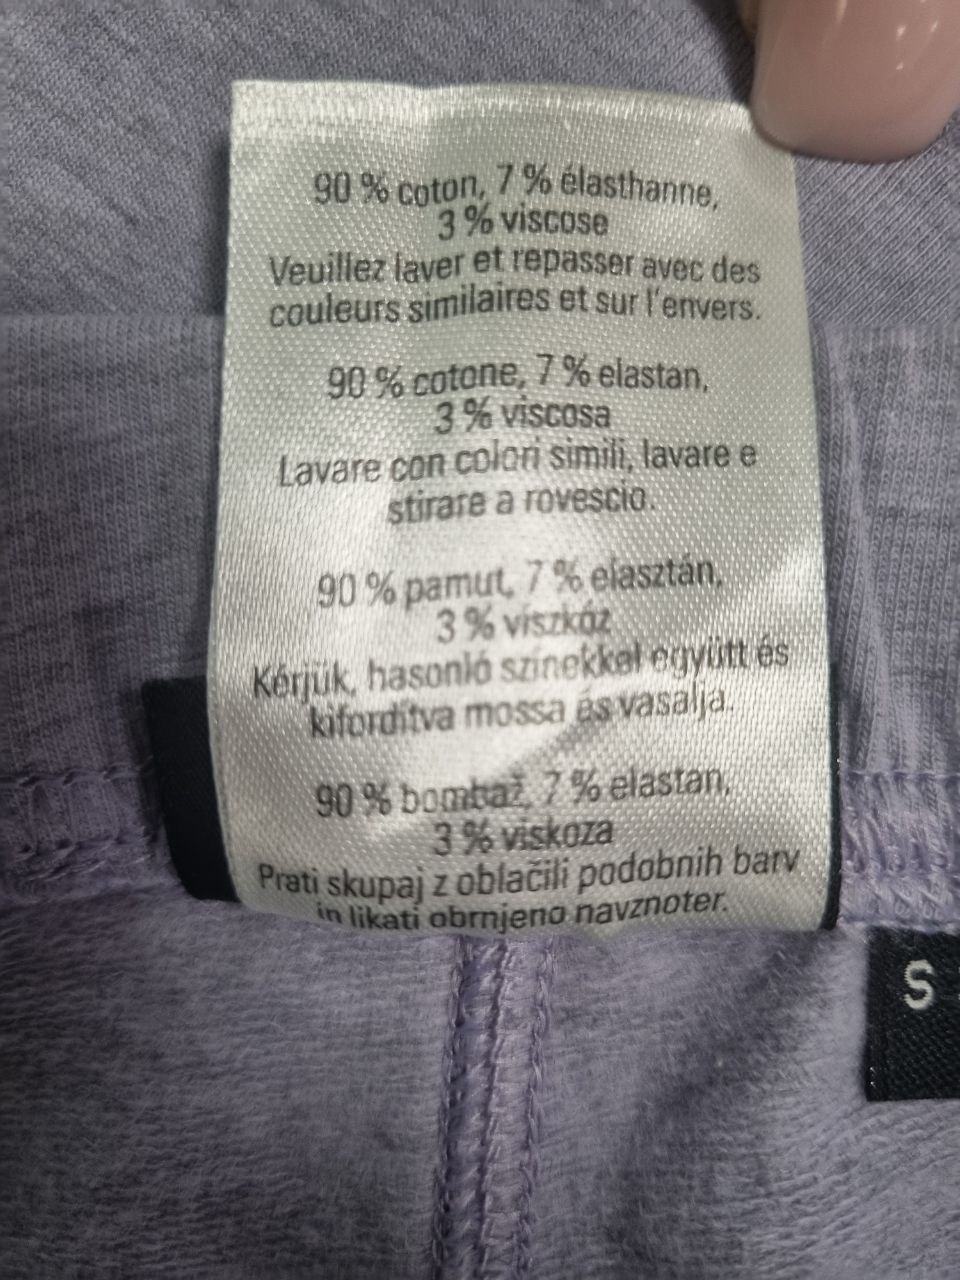 90 % coton, 7 % élasthanne,
3 % viscose
Veuillez laver et repasser avec des
couleurs similaires et sur l'envers.
90 % cotone, 7 % elastan,
3 % viscosa
Lavare con colori simili, lavare e
stirare a rovescio.
90 % pamut, 7 % elasztán,
3 % viszkóz
Kérjük, hasonló színekkel együtt és
kifordítva mossa és vasalja.
90 % bombaž, 7 % elastan,
3 % viskoza
Prati skupaj z oblačili podobnih barv
in likati obrnjeno navznoter.
S